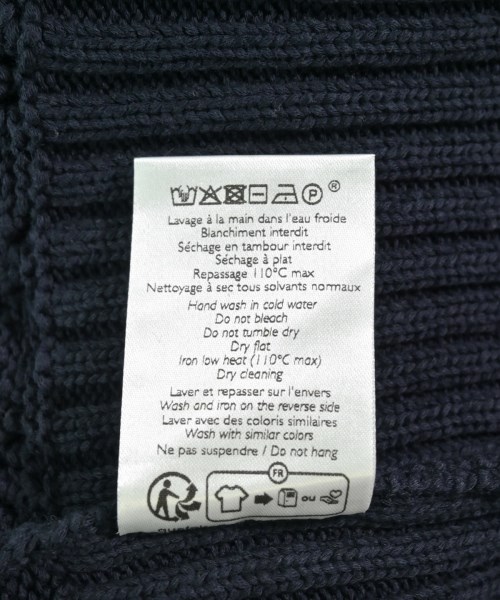 P ®
Lavage à la main dans l'eau froide
Blanchiment interdit
Séchage en tambour interdit
Séchage à plat
Repassage 110°C max
Nettoyage à sec tous solvants normaux
Hand wash in cold water
Do not bleach
Do not tumble dry
Dry flat
Iron low heat (110°C max)
Dry cleaning
Laver et repasser sur l'envers
Wash and iron on the reverse side
Laver avec des coloris similaires
Wash with similar colors
Ne pas suspendre / Do not hang
FR
ou